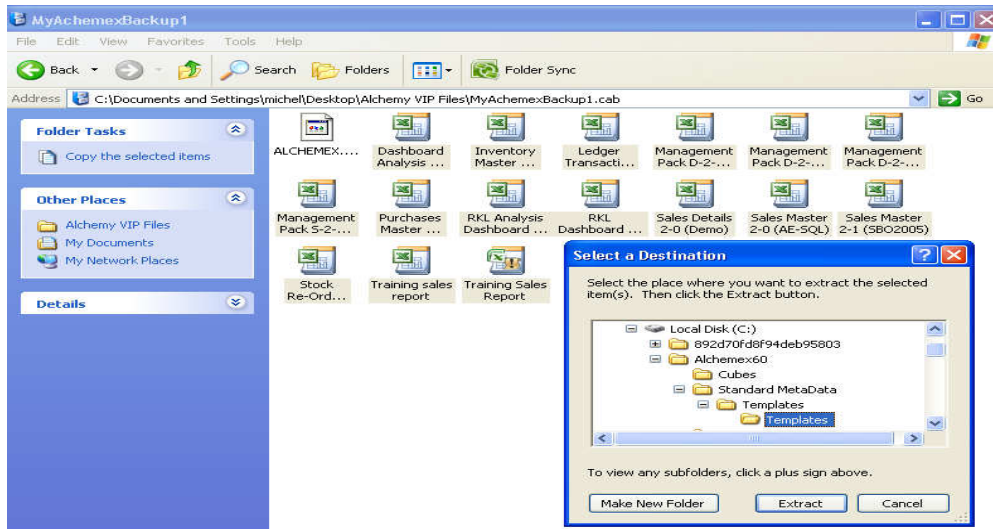 MyAchemexBackup1
File Edit View Favorites Tools Help
Back Search Folders Folder Sync
Address C:\Documents and Settings\michel\Desktop\Alchemy VIP Files\MyAchemexBackup1.cab Go
Folder Tasks
Copy the selected items
Other Places
Alchemy VIP Files
My Documents
My Network Places
Details
ALCHEMEX....
Dashboard
Analysis ...
Inventory
Master ...
Ledger
Transacti...
Management
Pack D-2-...
Management
Pack D-2-...
Management
Pack D-2-...
Management
Pack S-2-...
Purchases
Master ...
RKL Analysis
Dashboard ...
RKL
Dashboard ...
Sales Details
2-0 (Demo)
Sales Master
2-0 (AE-SQL)
Sales Master
2-1 (SBO2005)
Stock
Re-Ord...
Training sales
report
Training Sales
Report
Select a Destination
Select the place where you want to extract the selected
item(s). Then click the Extract button.
Local Disk (C:)
892d70fd8f94deb95803
Alchemex60
Cubes
Standard MetaData
Templates
Templates
To view any subfolders, click a plus sign above.
Make New Folder Extract Cancel